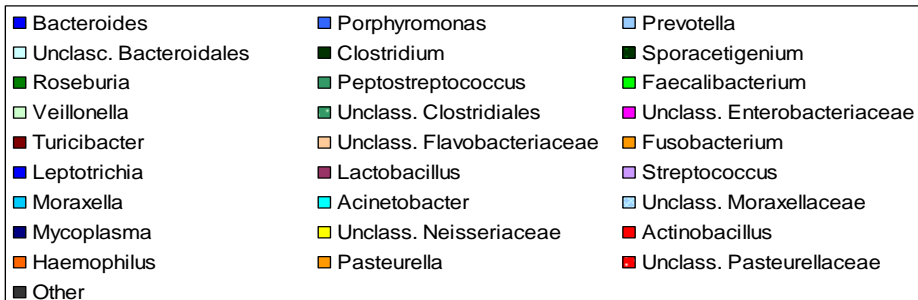 Bacteroides Porphyromonas Prevotella
Unclasc. Bacteroidales Clostridium Sporacetigenium
Roseburia Peptostreptococcus Faecalibacterium
Veillonella Unclass. Clostridiales Unclass. Enterobacteriaceae
Turicibacter Unclass. Flavobacteriaceae Fusobacterium
Leptotrichia Lactobacillus Streptococcus
Moraxella Acinetobacter Unclass. Moraxellaceae
Mycoplasma Unclass. Neisseriaceae Actinobacillus
Haemophilus Pasteurella Unclass. Pasteurellaceae
Other